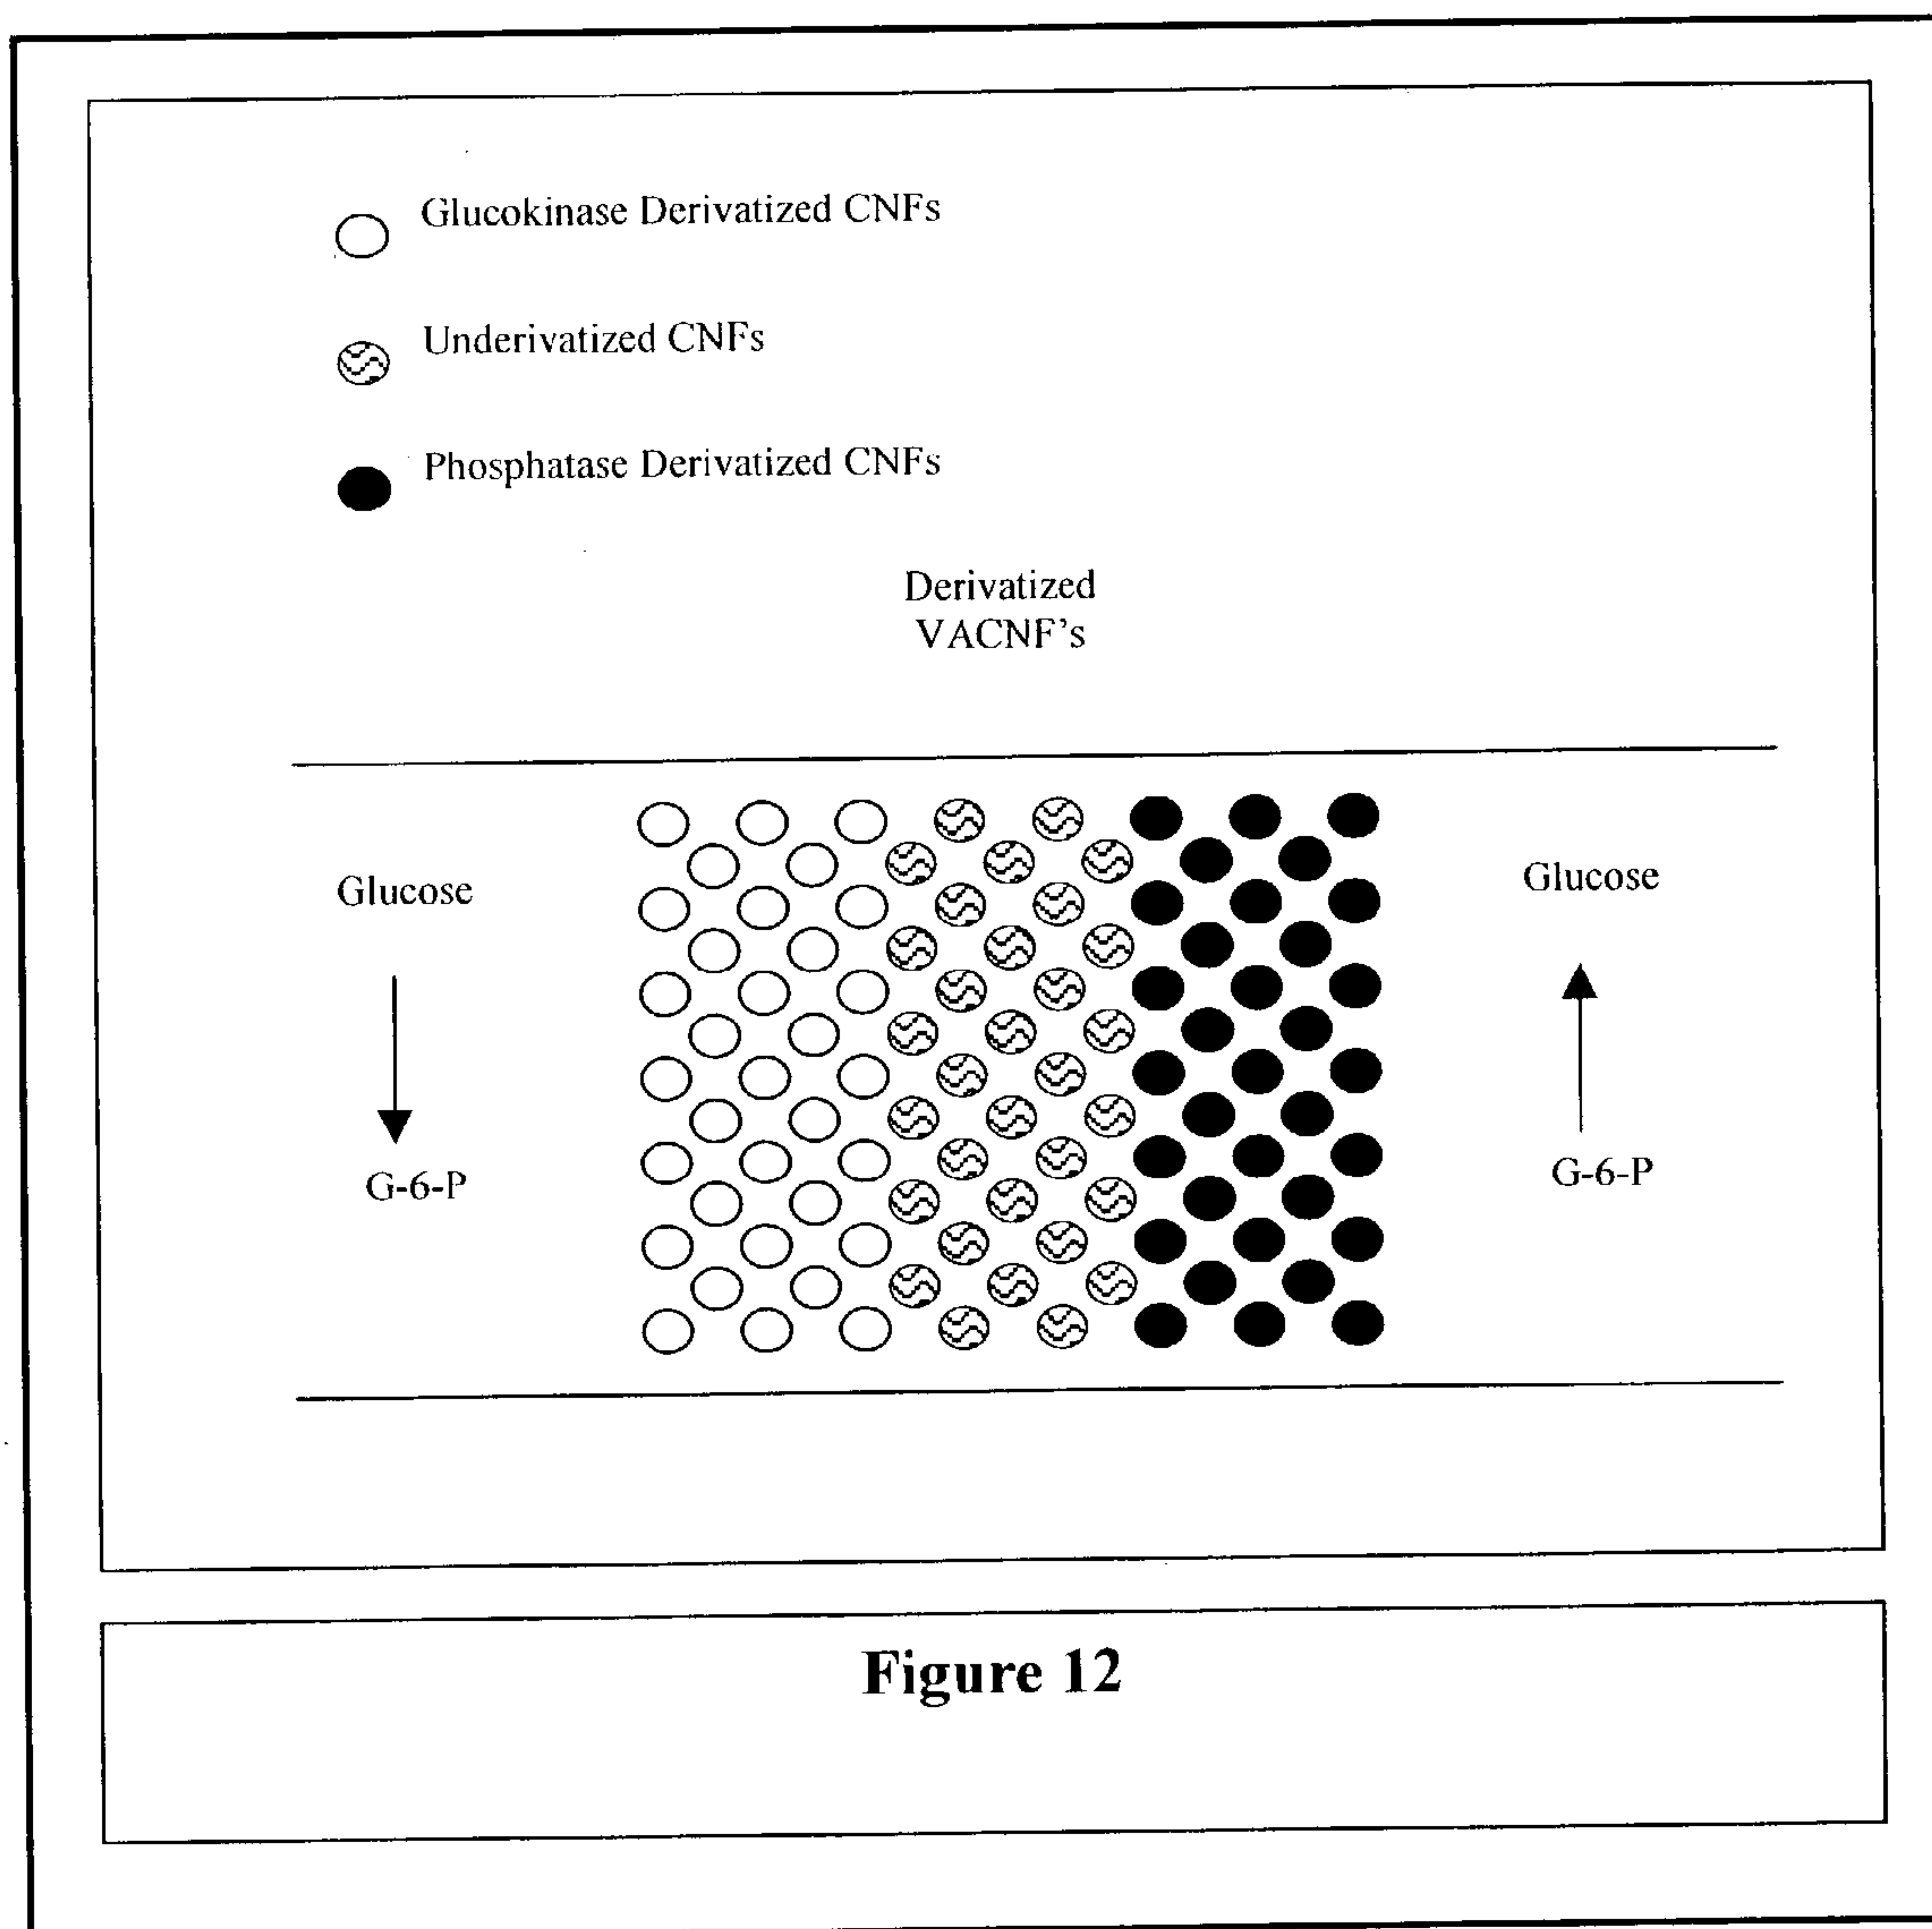 Glucokinase Derivatized CNFs
Underivatized CNFs
Phosphatase Derivatized CNFs
Derivatized
VACNF's
Glucose
G-6-P
Glucose
G-6-P
Figure 12